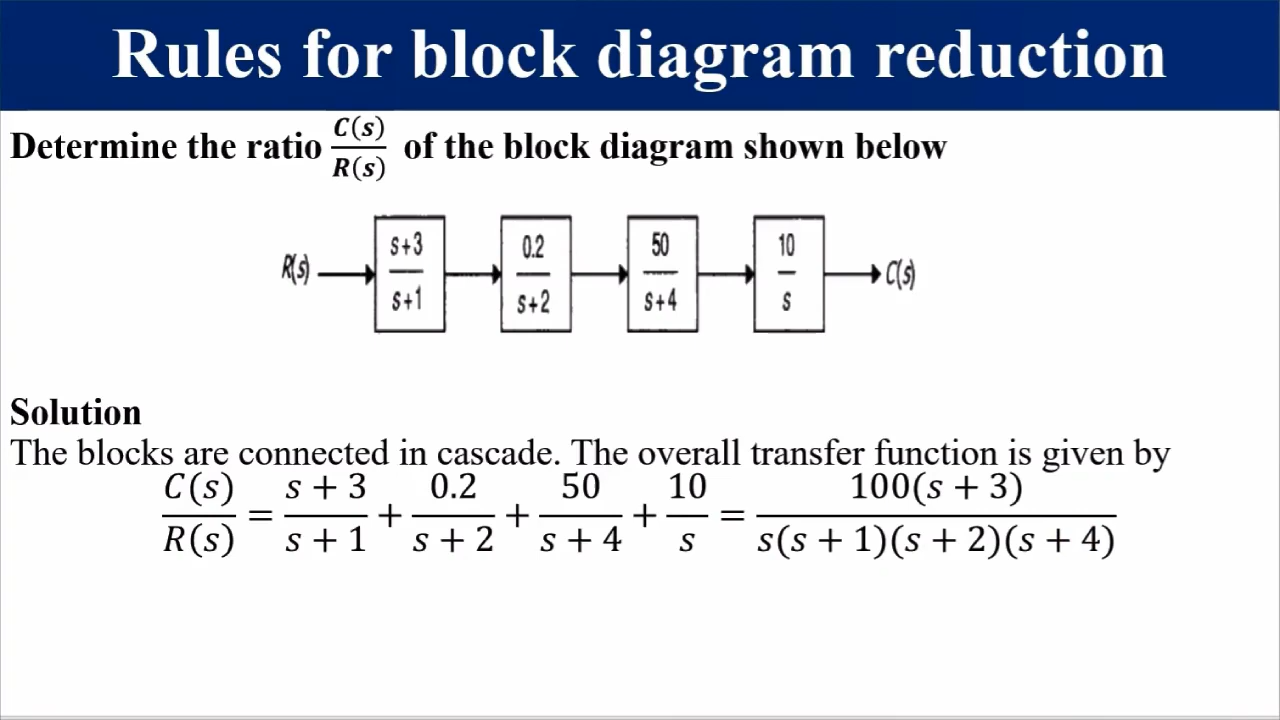 Rules for block diagram reduction
Determine the ratio C(s)/R(s) of the block diagram shown below
R(s) s+3/s+1 0.2/s+2 50/s+4 10/s C(s)
Solution
The blocks are connected in cascade. The overall transfer function is given by
C(s)/R(s) = s + 3/s + 1 + 0.2/s + 2 + 50/s + 4 + 10/s = 100(s + 3)/s(s + 1)(s + 2)(s + 4)